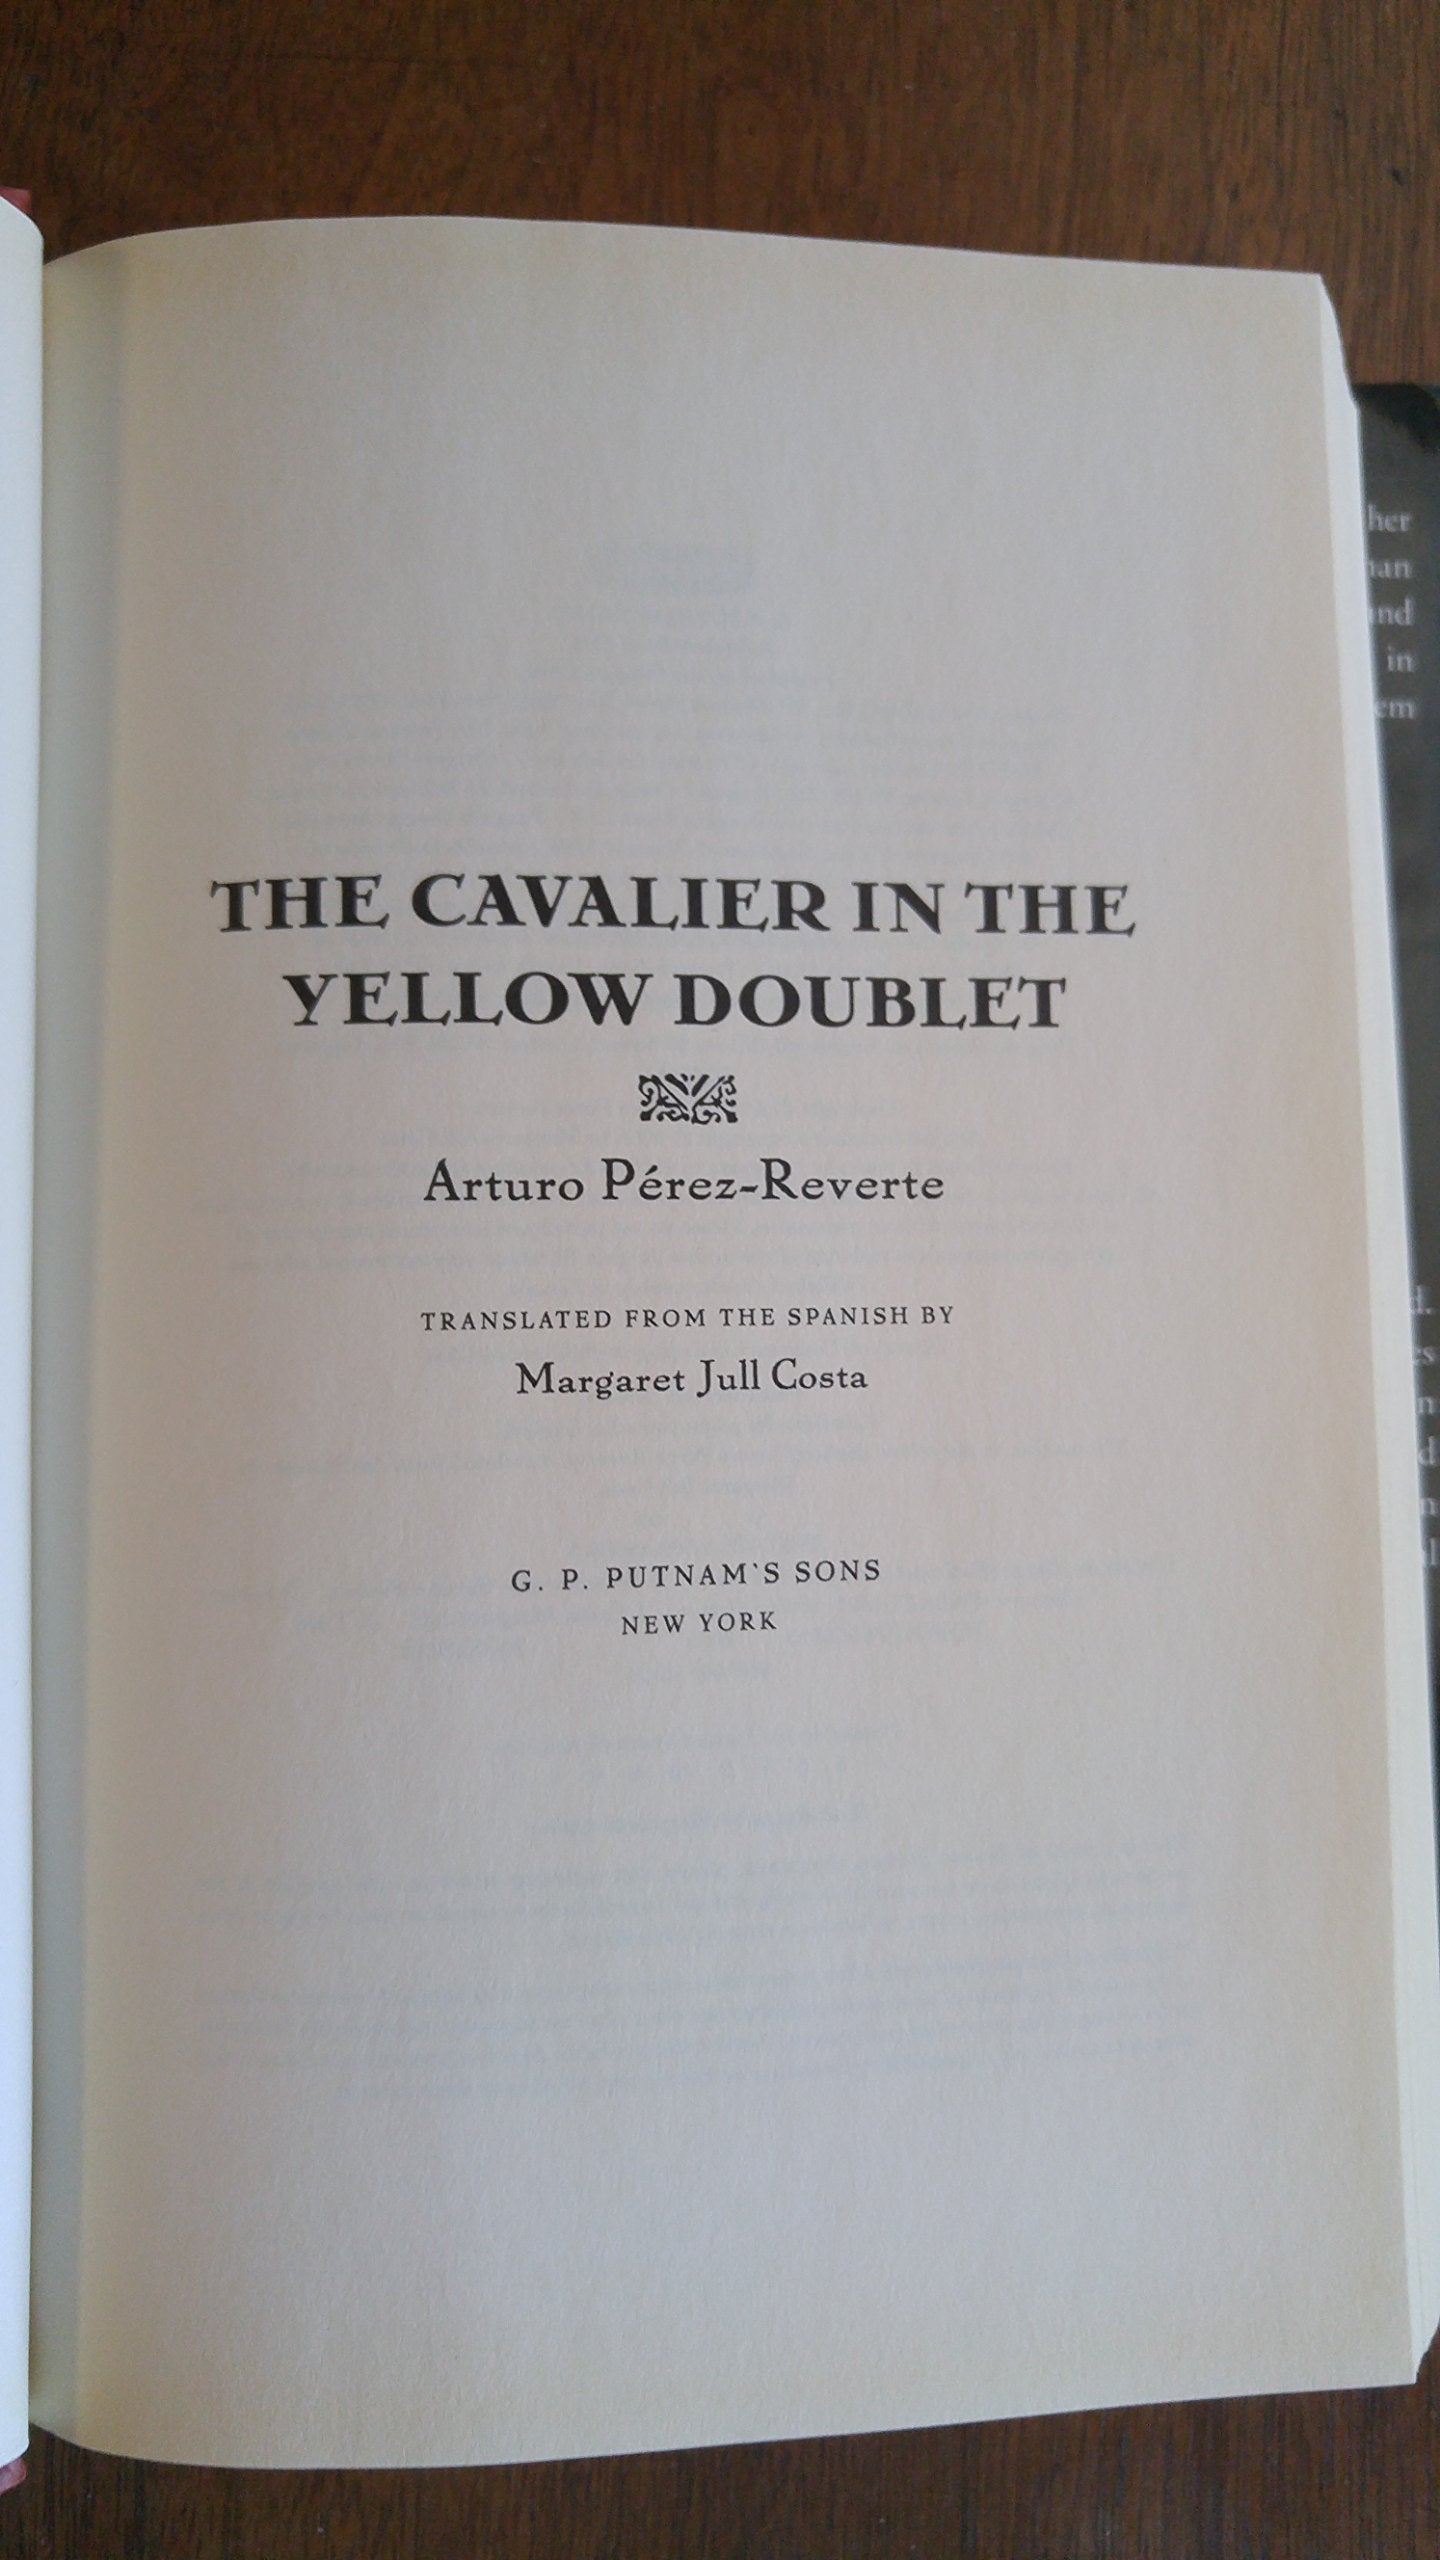 THE CAVALIER IN THE
YELLOW DOUBLET
Arturo Pérez-Reverte
TRANSLATED FROM THE SPANISH BY
Margaret Jull Costa
G. P. PUTNAM'S SONS
NEW YORK
in